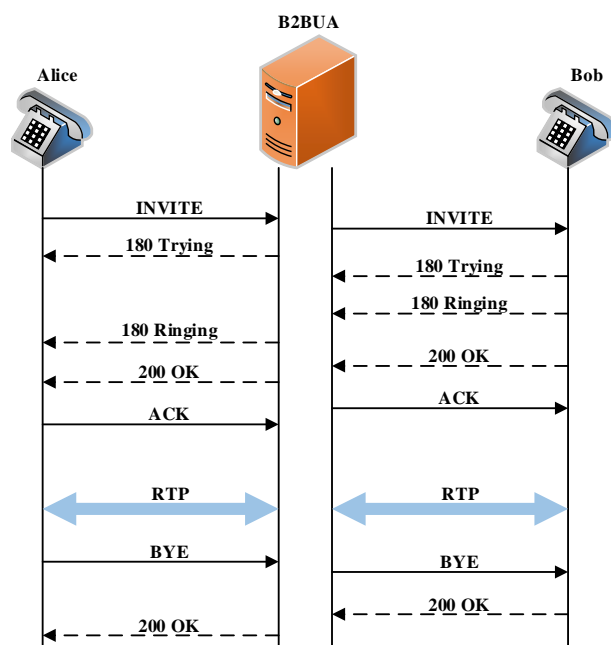 B2BUA
Alice
Bob
INVITE
INVITE
180 Trying
180 Trying
180 Ringing
180 Ringing
200 OK
200 OK
ACK
ACK
RTP
RTP
BYE
BYE
200 OK
200 OK